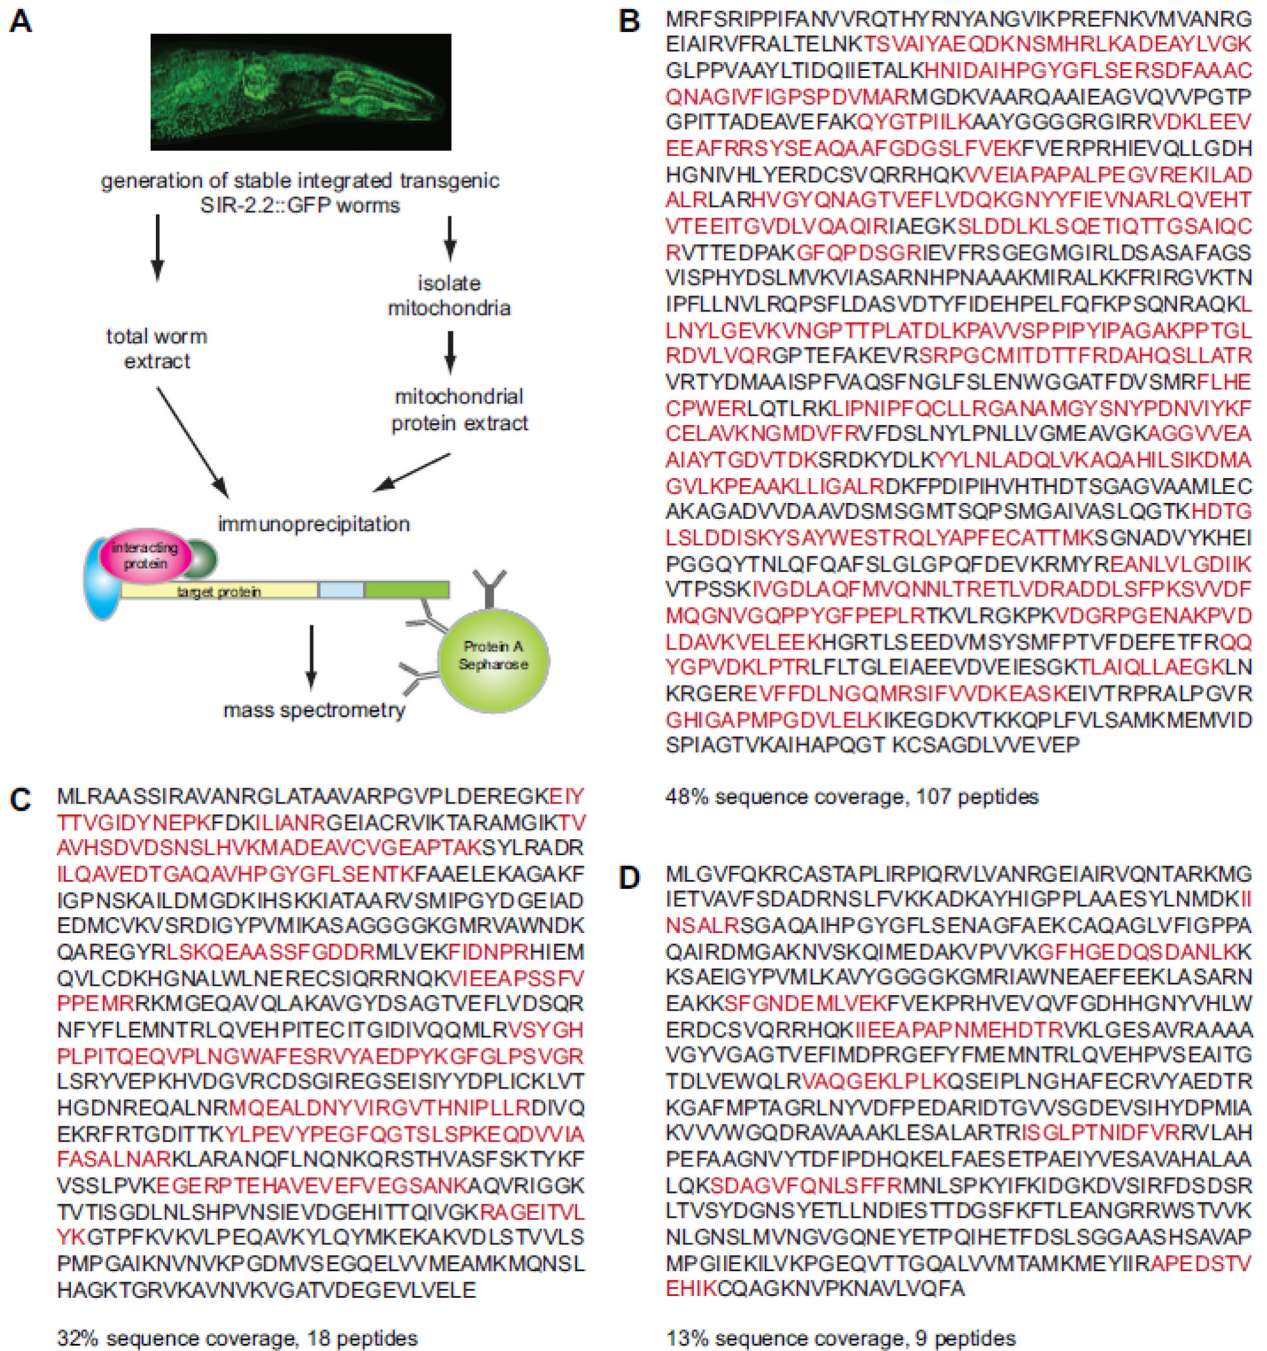 A
generation of stable integrated transgenic
SIR-2.2::GFP worms
isolate
mitochondria
total worm
extract
mitochondrial
protein extract
immunoprecipitation
interacting
protein
target protein
Protein A
Sepharose
mass spectrometry
B
MRFSRIPPIFANVVRQTHYRNYANGVIKPREFNKVMVANRG
EIAIRVFRALTELNKTSVAIYAEQDKNSMHRLKADEAYLVGK
GLPPVAAYLTIDQIIETALKHNIDAIHPGYGFLSERSDFAAAC
QNAGIVFIGPSPDVMARMGDKVAARQAAIEAGVQVVPGTP
GPITTADEAVEFAKQYGTPIILKAAYGGGGRGIRRVDKLEEV
EEAFRRSYSEAQAAFGDGSLFVEKFVERPRHIEVQLLGDH
HGNIVHLYERDCSVQRRHQKVVEIAPAPALPEGVREKILAD
ALRLARHVGYQNAGTVEFLVDQKGNYYFIEVNARLQVEHT
VTEEITGVDLVQAQIRIAEGKSLDDLKLSQETIQTTGSAIQC
RVTTEDPAKGFQPDSGRIEVFRSGEGMGIRLDSASAFAGS
VISPHYDSLMVKVIASARNHPNAAAKMIRALKKFRIRGVKTN
IPFLLNVLRQPSFLDASVDTYFIDEHPELFQFKPSQNRAQKL
LNYLGEVKVNGPTTPLATDLKPAVVSPPIPYIPAGAKPPTGL
RDVLVQRGPTEFAKEVRSRPGCMITDTTFRDAHQSLLATR
VRTYDMAAISPFVAQSFNGLFSLENWGGATFDVSMRFLHE
CPWERLQTLRKLIPNIPFQCLLRGANAMGYSNYPDNVIYKF
CELAVKNGMDVFRVFDSLNYLPNLLVGMEAVGKAGGVVEA
AIAYTGDVTDKSRDKYDLKYYLNLADQLVKAQAHILSIKDMA
GVLKPEAAKLLIGALRDKFPDIPIHVHTHDTSGAGVAAMLEC
AKAGADVVDAAVDSMSGMTSQPSMGAIVASLQGTKHDTG
LSLDDISKYSAYWESTRQLYAPFECATTMKSGNADVYKHEI
PGGQYTNLQFQAFSLGLGPQFDEVKRMYREANLVLGDIIK
VTPSSKIVGDLAQFMVQNNLTRETLVDRADDLSFPKSVVDF
MQGNVGQPPYGFPEPLRTKVLRGKPKVDGRPGENAKPVD
LDAVKVELEEKHGRTLSEEDVMSYSMFPTVFDEFETFRQQ
YGPVDKLPTRLFLTGLEIAEEVDVEIESGKTLAIQLLAEGKLN
KRGEREVFFDLNGQMRSIFVVDKEASKEIVTRPRALPGVR
GHIGAPMPGDVLELKIKEGDKVTKKQPLFVLSAMKMEMVID
SPIAGTVKAIHAPQGT KCSAGDLVVEVEP
48% sequence coverage, 107 peptides
C
MLRAASSIRAVANRGLATAAVARPGVPLDEREGKEIY
TTVGIDYNEPKFDKILIANRGEIACRVIKTARAMGIKTV
AVHSDVDSNSLHVKMADEAVCVGEAPTAKSYLRADR
ILQAVEDTGAQAVHPGYGFLSENTKFAAELEKAGAKF
IGPNSKAILDMGDKIHSKKIATAARVSMIPGYDGEIAD
EDMCVKVSRDIGYPVMIKASAGGGGKGMRVAWNDK
QAREGYRLSKQEAASSFGDDRMLVEKFIDNPRHIEM
QVLCDKHGNALWLNERECSIQRRNQKVIEEAPSSFV
PPEMRRKMGEQAVQLAKAVGYDSAGTVEFLVDSQR
NFYFLEMNTRLQVEHPITECITGIDIVQQMLRVSYGH
PLPITQEQVPLNGWAFESRVYAEDPYKGFGLPSVGR
LSRYVEPKHVDGVRCDSGIREGSEISIYYDPLICKLVT
HGDNREQALNRMQEALDNYVIRGVTHNIPLLRDIVQ
EKRFRTGDITTKYLPEVYPEGFQGTSLSPKEQDVVIA
FASALNARKLARANQFLNQNKQRSTHVASFSKTYKF
VSSLPVKEGERPTEHAVEVEFVEGSANKAQVRIGGK
TVTISGDLNLSHPVNSIEVDGEHITTQIVGKRAGEITVL
YKGTPFKVKVLPEQAVKYLQYMKEKAKVDLSTVVLS
PMPGAIKNVNVKPGDMVSEGQELVVMEAMKMQNSL
HAGKTGRVKAVNVKVGATVDEGEVLVELE
32% sequence coverage, 18 peptides
D
MLGVFQKRCASTAPLIRPIQRVLVANRGEIAIRVQNTARKMG
IETVAVFSDADRNSLFVKKADKAYHIGPPLAAESYLNMDKII
NSALRSGAQAIHPGYGFLSENAGFAEKCAQAGLVFIGPPA
QAIRDMGAKNVSKQIMEDAKVPVVKGFHGEDQSDANLKK
KSAEIGYPVMLKAVYGGGGKGMRIAWNEAEFEEKLASARN
EAKKSFGNDEMLVEKFVEKPRHVEVQVFGDHHGNYVHLW
ERDCSVQRRHQKIIEEAPAPNMEHDTRVKLGESAVRAAAA
VGYVGAGTVEFIMDPRGEFYFMEMNTRLQVEHPVSEAITG
TDLVEWQLRVAQGEKLPLKQSEIPLNGHAFECRVYAEDTR
KGAFMPTAGRLNYVDFPEDARIDTGVVSGDEVSIHYDPMIA
KVVVWGQDRAVAAAKLESALARTRISGLPTNIDFVRRVLAH
PEFAAGNVYTDFIPDHQKELFAESETPAEIYVESAVAHALAA
LQKSDAGVFQNLSFFRMNLSPKYIFKIDGKDVSIRFDSDSR
LTVSYDGNSYETLLNDIESTTDGSFKFTLEANGRRWSTVVK
NLGNSLMVNGVGQNEYETPQIHETFDSLSGGAASHSAVAP
MPGIIEKILVKPGEQVTTGQALVVMTAMKMEYIIRAPEDSTV
EHIKCQAGKNVPKNAVLVQFA
13% sequence coverage, 9 peptides